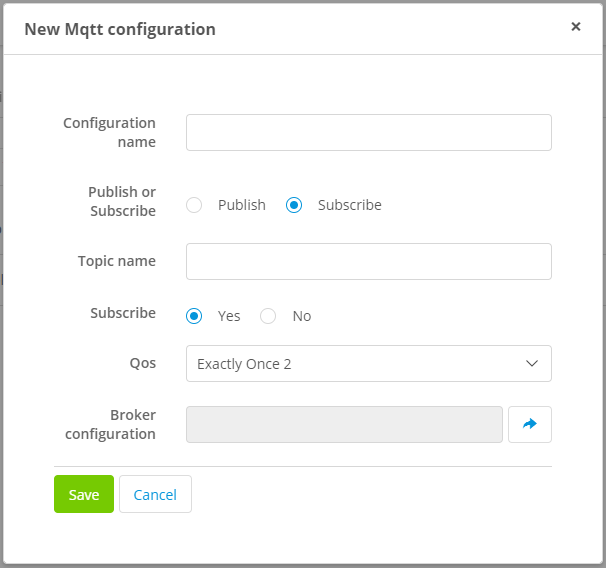 New Mqtt configuration ×
Configuration
name
Publish or
Subscribe
Publish Subscribe
Topic name
Subscribe
Yes No
Qos
Exactly Once 2
Broker
configuration
Save Cancel